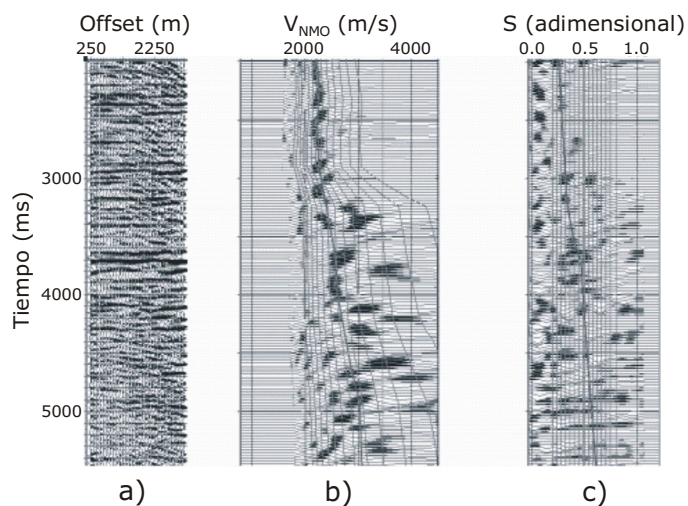 Offset (m)
250 2250
V_NMO (m/s)
2000 4000
S (adimensional)
0.0 0.5 1.0
Tiempo (ms)
3000
4000
5000
a) b) c)